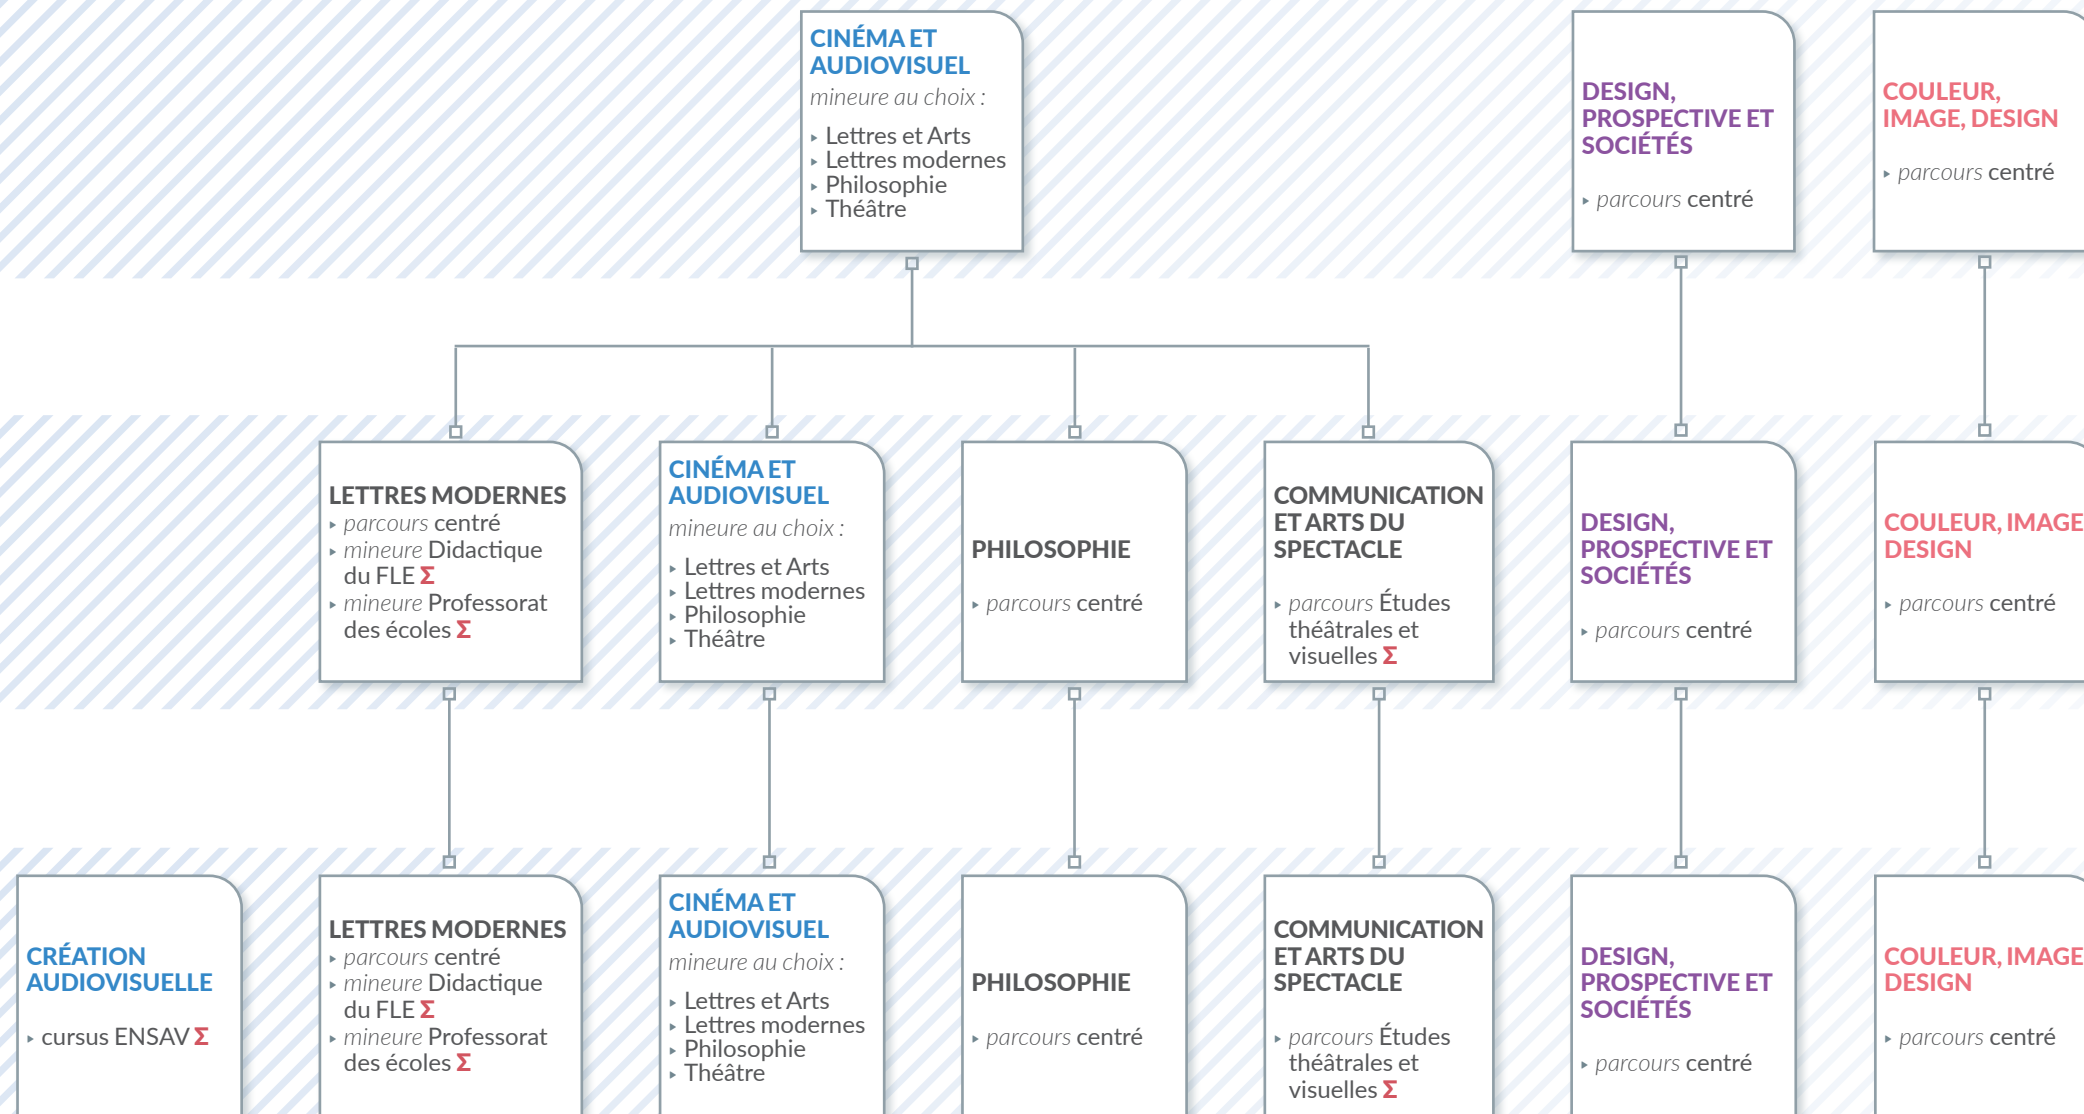 CINÉMA ET
AUDIOVISUEL
mineure au choix :
▸ Lettres et Arts
▸ Lettres modernes
▸ Philosophie
▸ Théâtre
DESIGN,
PROSPECTIVE ET
SOCIÉTÉS
▸ parcours centré
COULEUR,
IMAGE, DESIGN
▸ parcours centré
LETTRES MODERNES
▸ parcours centré
▸ mineure Didactique
du FLE Σ
▸ mineure Professorat
des écoles Σ
CINÉMA ET
AUDIOVISUEL
mineure au choix :
▸ Lettres et Arts
▸ Lettres modernes
▸ Philosophie
▸ Théâtre
PHILOSOPHIE
▸ parcours centré
COMMUNICATION
ET ARTS DU
SPECTACLE
▸ parcours Études
théâtrales et
visuelles Σ
DESIGN,
PROSPECTIVE ET
SOCIÉTÉS
▸ parcours centré
COULEUR, IMAGE
DESIGN
▸ parcours centré
CRÉATION
AUDIOVISUELLE
▸ cursus ENSAV Σ
LETTRES MODERNES
▸ parcours centré
▸ mineure Didactique
du FLE Σ
▸ mineure Professorat
des écoles Σ
CINÉMA ET
AUDIOVISUEL
mineure au choix :
▸ Lettres et Arts
▸ Lettres modernes
▸ Philosophie
▸ Théâtre
PHILOSOPHIE
▸ parcours centré
COMMUNICATION
ET ARTS DU
SPECTACLE
▸ parcours Études
théâtrales et
visuelles Σ
DESIGN,
PROSPECTIVE ET
SOCIÉTÉS
▸ parcours centré
COULEUR, IMAGE
DESIGN
▸ parcours centré